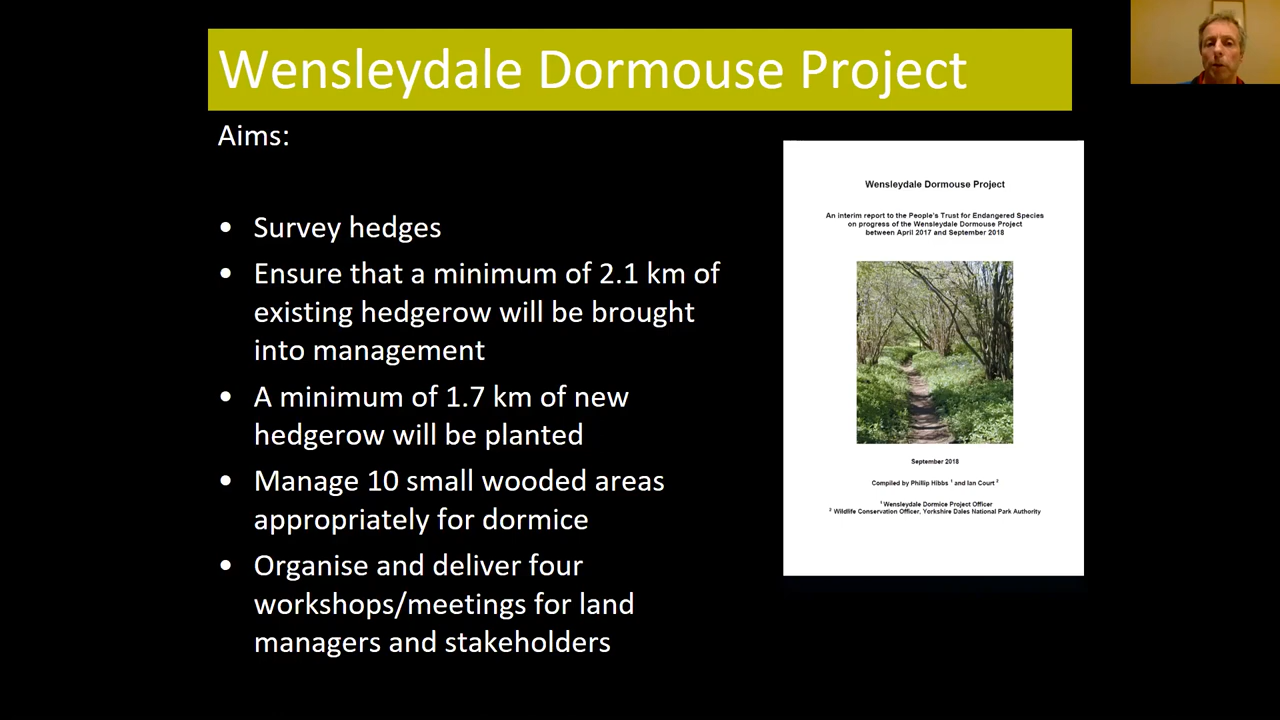 Wensleydale Dormouse Project
Aims:
• Survey hedges
• Ensure that a minimum of 2.1 km of
existing hedgerow will be brought
into management
• A minimum of 1.7 km of new
hedgerow will be planted
• Manage 10 small wooded areas
appropriately for dormice
• Organise and deliver four
workshops/meetings for land
managers and stakeholders
Wensleydale Dormouse Project
An interim report to the People's Trust for Endangered Species
on progress of the Wensleydale Dormouse Project
between April 2017 and September 2018
September 2018
Compiled by Phillip Hibbs 1 and Ian Court 2
1 Wensleydale Dormice Project Officer
2 Wildlife Conservation Officer, Yorkshire Dales National Park Authority